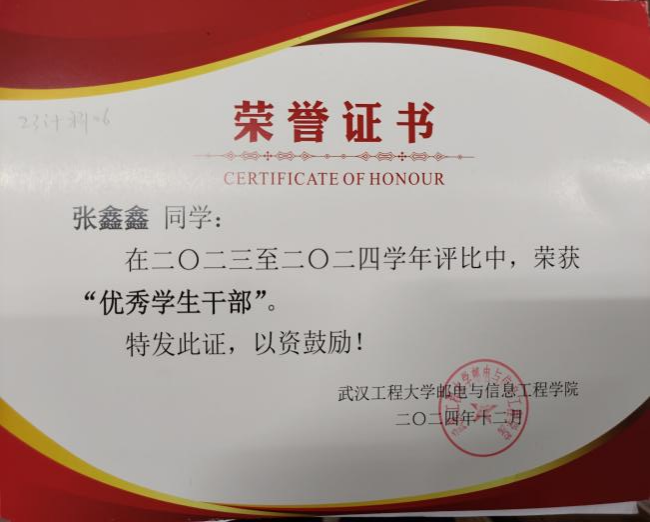 23计科06
荣誉证书
CERTIFICATE OF HONOUR
张鑫鑫 同学：
在二〇二三至二〇二四学年评比中，荣获
“优秀学生干部”。
特发此证，以资鼓励！
武汉工程大学邮电与信息工程学院
二〇二四年十二月